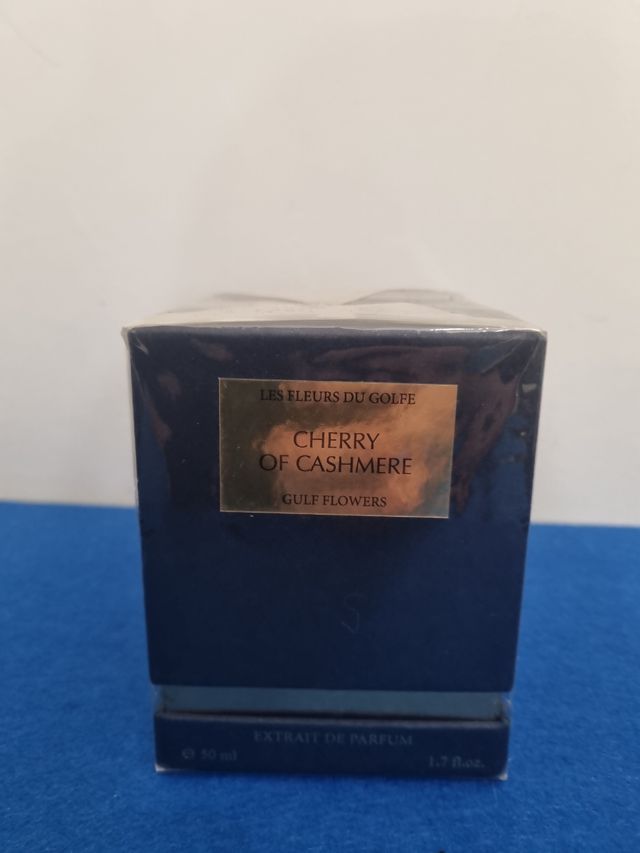 LES FLEURS DU GOLFE
CHERRY
OF CASHMERE
GULF FLOWERS
EXTRAIT DE PARFUM
℮ 50 ml
1.7 fl.oz.